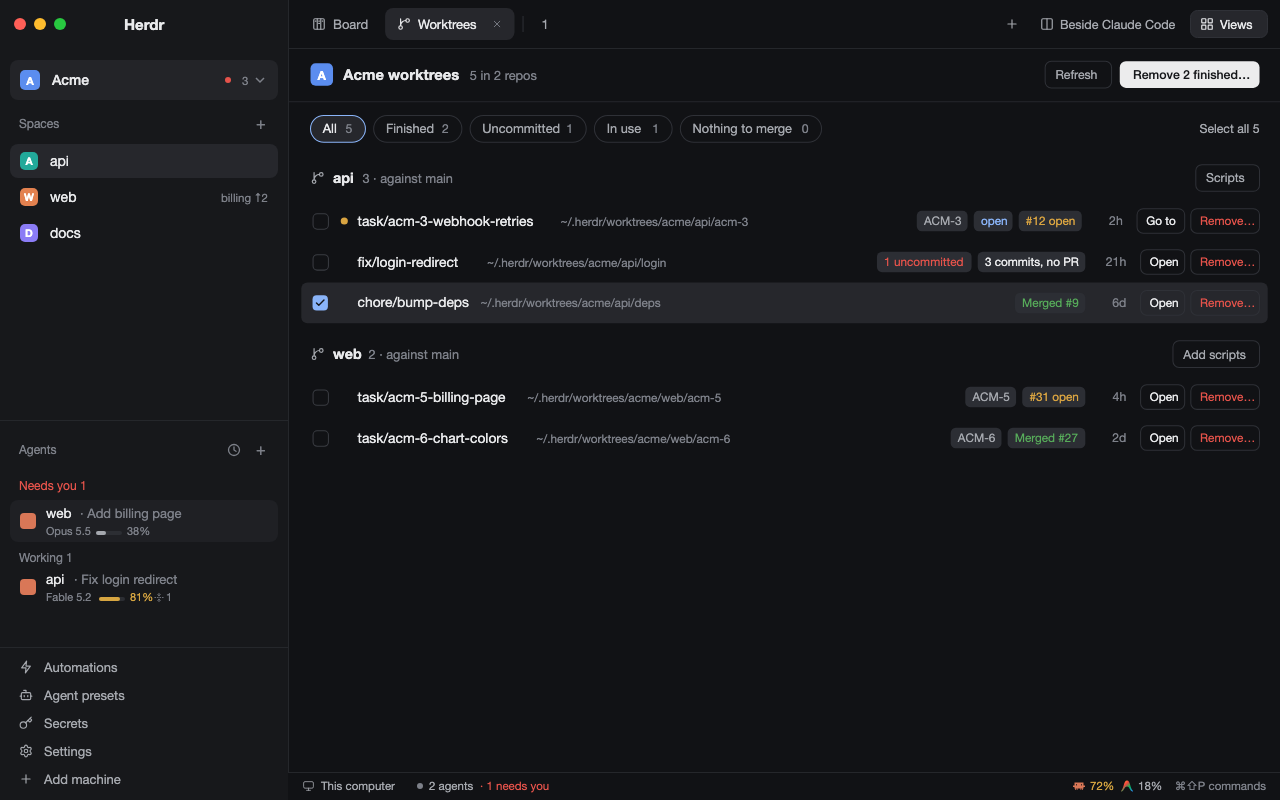 Herdr
Board
Worktrees ×
1
+
Beside Claude Code
Views
A Acme 3
Spaces +
A api
W web billing ↑2
D docs
Agents +
Needs you 1
web · Add billing page
Opus 5.5 38%
Working 1
api · Fix login redirect
Fable 5.2 81% 1
Automations
Agent presets
Secrets
Settings
+ Add machine
A Acme worktrees 5 in 2 repos
Refresh
Remove 2 finished…
All 5
Finished 2
Uncommitted 1
In use 1
Nothing to merge 0
Select all 5
api 3 · against main Scripts
task/acm-3-webhook-retries ~/.herdr/worktrees/acme/api/acm-3 ACM-3 open #12 open 2h Go to Remove…
fix/login-redirect ~/.herdr/worktrees/acme/api/login 1 uncommitted 3 commits, no PR 21h Open Remove…
chore/bump-deps ~/.herdr/worktrees/acme/api/deps Merged #9 6d Open Remove…
web 2 · against main Add scripts
task/acm-5-billing-page ~/.herdr/worktrees/acme/web/acm-5 ACM-5 #31 open 4h Open Remove…
task/acm-6-chart-colors ~/.herdr/worktrees/acme/web/acm-6 ACM-6 Merged #27 2d Open Remove…
This computer 2 agents · 1 needs you 72% 18% ⌘⇧P commands